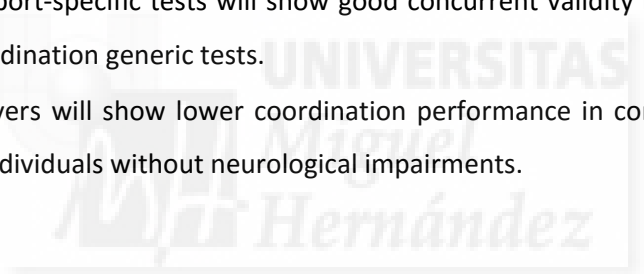 port-specific tests will show good concurrent validity
dination generic tests.
UNIVERSITAS
yers will show lower coordination performance in co
Miguel
dividuals without neurological impairments.
Hernández